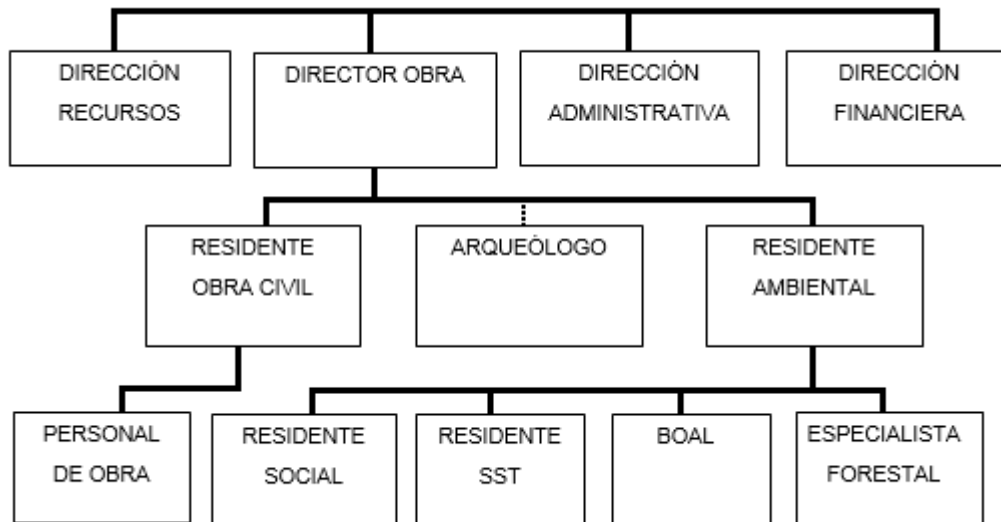 DIRECCIÓN
RECURSOS
DIRECTOR OBRA
DIRECCIÓN
ADMINISTRATIVA
DIRECCIÓN
FINANCIERA
RESIDENTE
OBRA CIVIL
ARQUEÓLOGO
RESIDENTE
AMBIENTAL
PERSONAL
DE OBRA
RESIDENTE
SOCIAL
RESIDENTE
SST
BOAL
ESPECIALISTA
FORESTAL